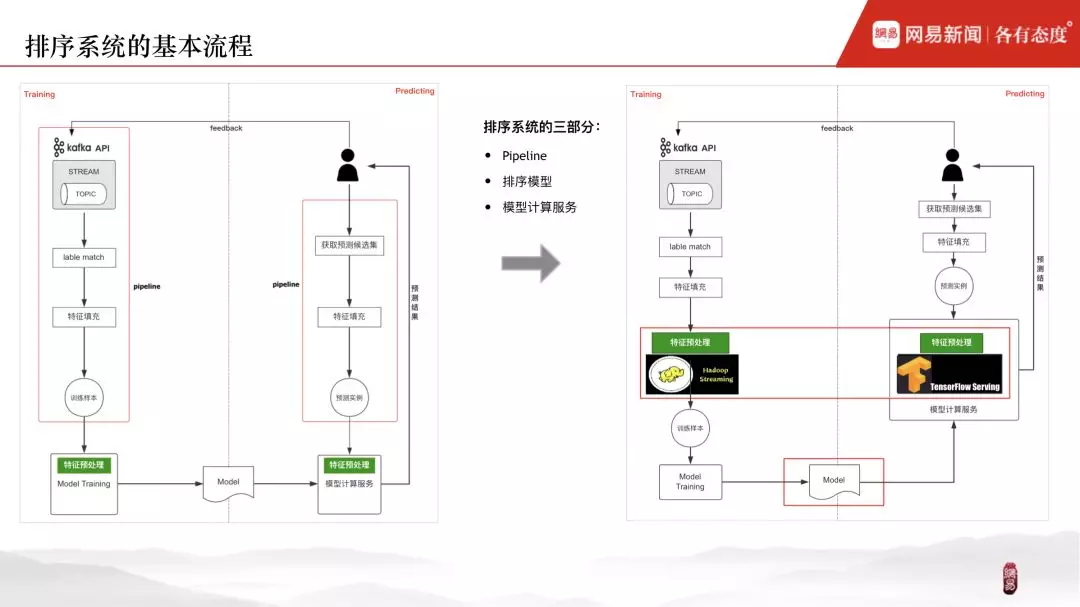 排序系统的基本流程
網易 网易新闻 | 各有态度°
Training
Predicting
feedback
kafka API
STREAM
TOPIC
lable match
特征填充
训练样本
pipeline
特征预处理
Model Training
Model
获取预测候选集
pipeline
特征填充
预测实例
特征预处理
模型计算服务
预测结果
排序系统的三部分：
• Pipeline
• 排序模型
• 模型计算服务
Training
Predicting
feedback
kafka API
STREAM
TOPIC
lable match
特征填充
特征预处理
Hadoop
Streaming
训练样本
Model
Training
Model
获取预测候选集
特征填充
预测实例
特征预处理
TensorFlow Serving
模型计算服务
预测结果
網易